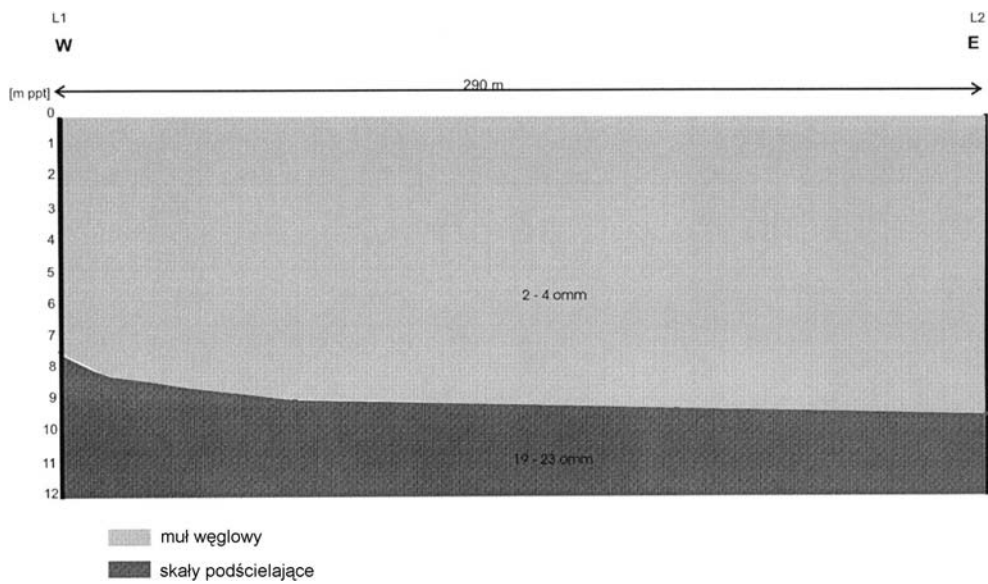 L1 L2
W E
290 m
[m ppt]
0
1
2
3
4
5
2 - 4 omm
6
7
8
9
10
19 - 23 omm
11
12
muł węglowy
skały podścielające